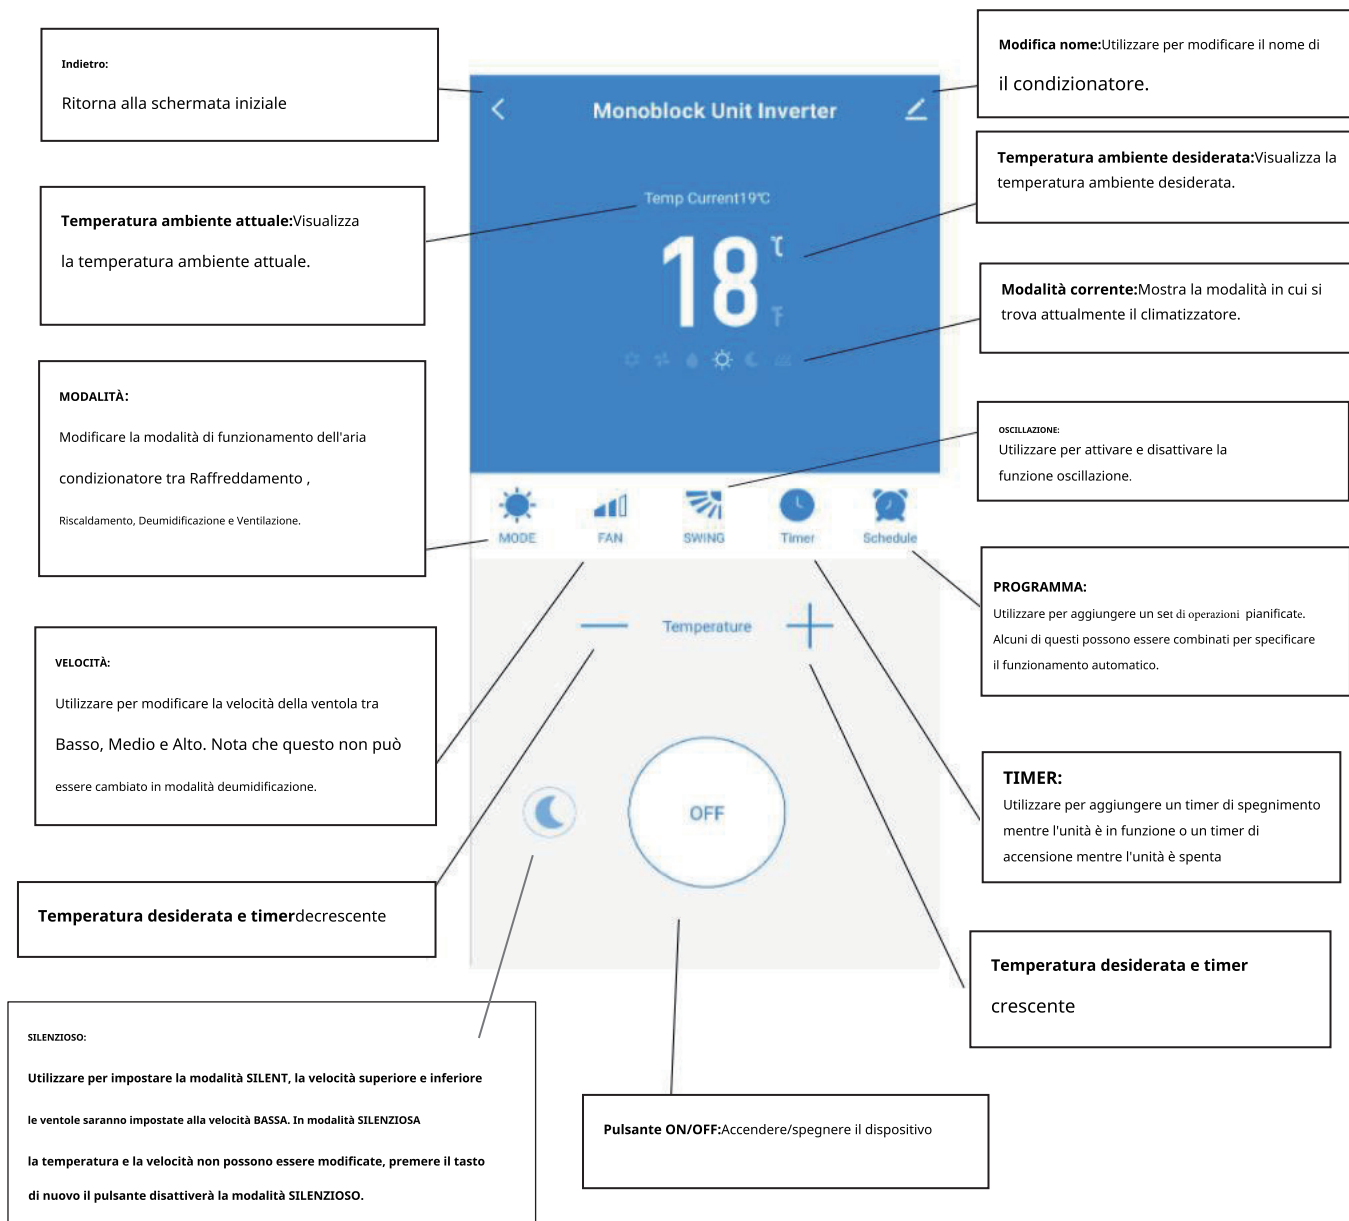 Indietro:
Ritorna alla schermata iniziale
Temperatura ambiente attuale:Visualizza
la temperatura ambiente attuale.
MODALITÀ:
Modificare la modalità di funzionamento dell'aria
condizionatore tra Raffreddamento ,
Riscaldamento, Deumidificazione e Ventilazione.
VELOCITÀ:
Utilizzare per modificare la velocità della ventola tra
Basso, Medio e Alto. Nota che questo non può
essere cambiato in modalità deumidificazione.
Temperatura desiderata e timerdecrescente
SILENZIOSO:
Utilizzare per impostare la modalità SILENT, la velocità superiore e inferiore
le ventole saranno impostate alla velocità BASSA. In modalità SILENZIOSA
la temperatura e la velocità non possono essere modificate, premere il tasto
di nuovo il pulsante disattiverà la modalità SILENZIOSO.
Monoblock Unit Inverter
Temp Current19℃
18 ℃
℉
MODE FAN SWING Timer Schedule
Temperature
OFF
Pulsante ON/OFF:Accendere/spegnere il dispositivo
Modifica nome:Utilizzare per modificare il nome di
il condizionatore.
Temperatura ambiente desiderata:Visualizza la
temperatura ambiente desiderata.
Modalità corrente:Mostra la modalità in cui si
trova attualmente il climatizzatore.
OSCILLAZIONE:
Utilizzare per attivare e disattivare la
funzione oscillazione.
PROGRAMMA:
Utilizzare per aggiungere un set di operazioni pianificate.
Alcuni di questi possono essere combinati per specificare
il funzionamento automatico.
TIMER:
Utilizzare per aggiungere un timer di spegnimento
mentre l'unità è in funzione o un timer di
accensione mentre l'unità è spenta
Temperatura desiderata e timer
crescente